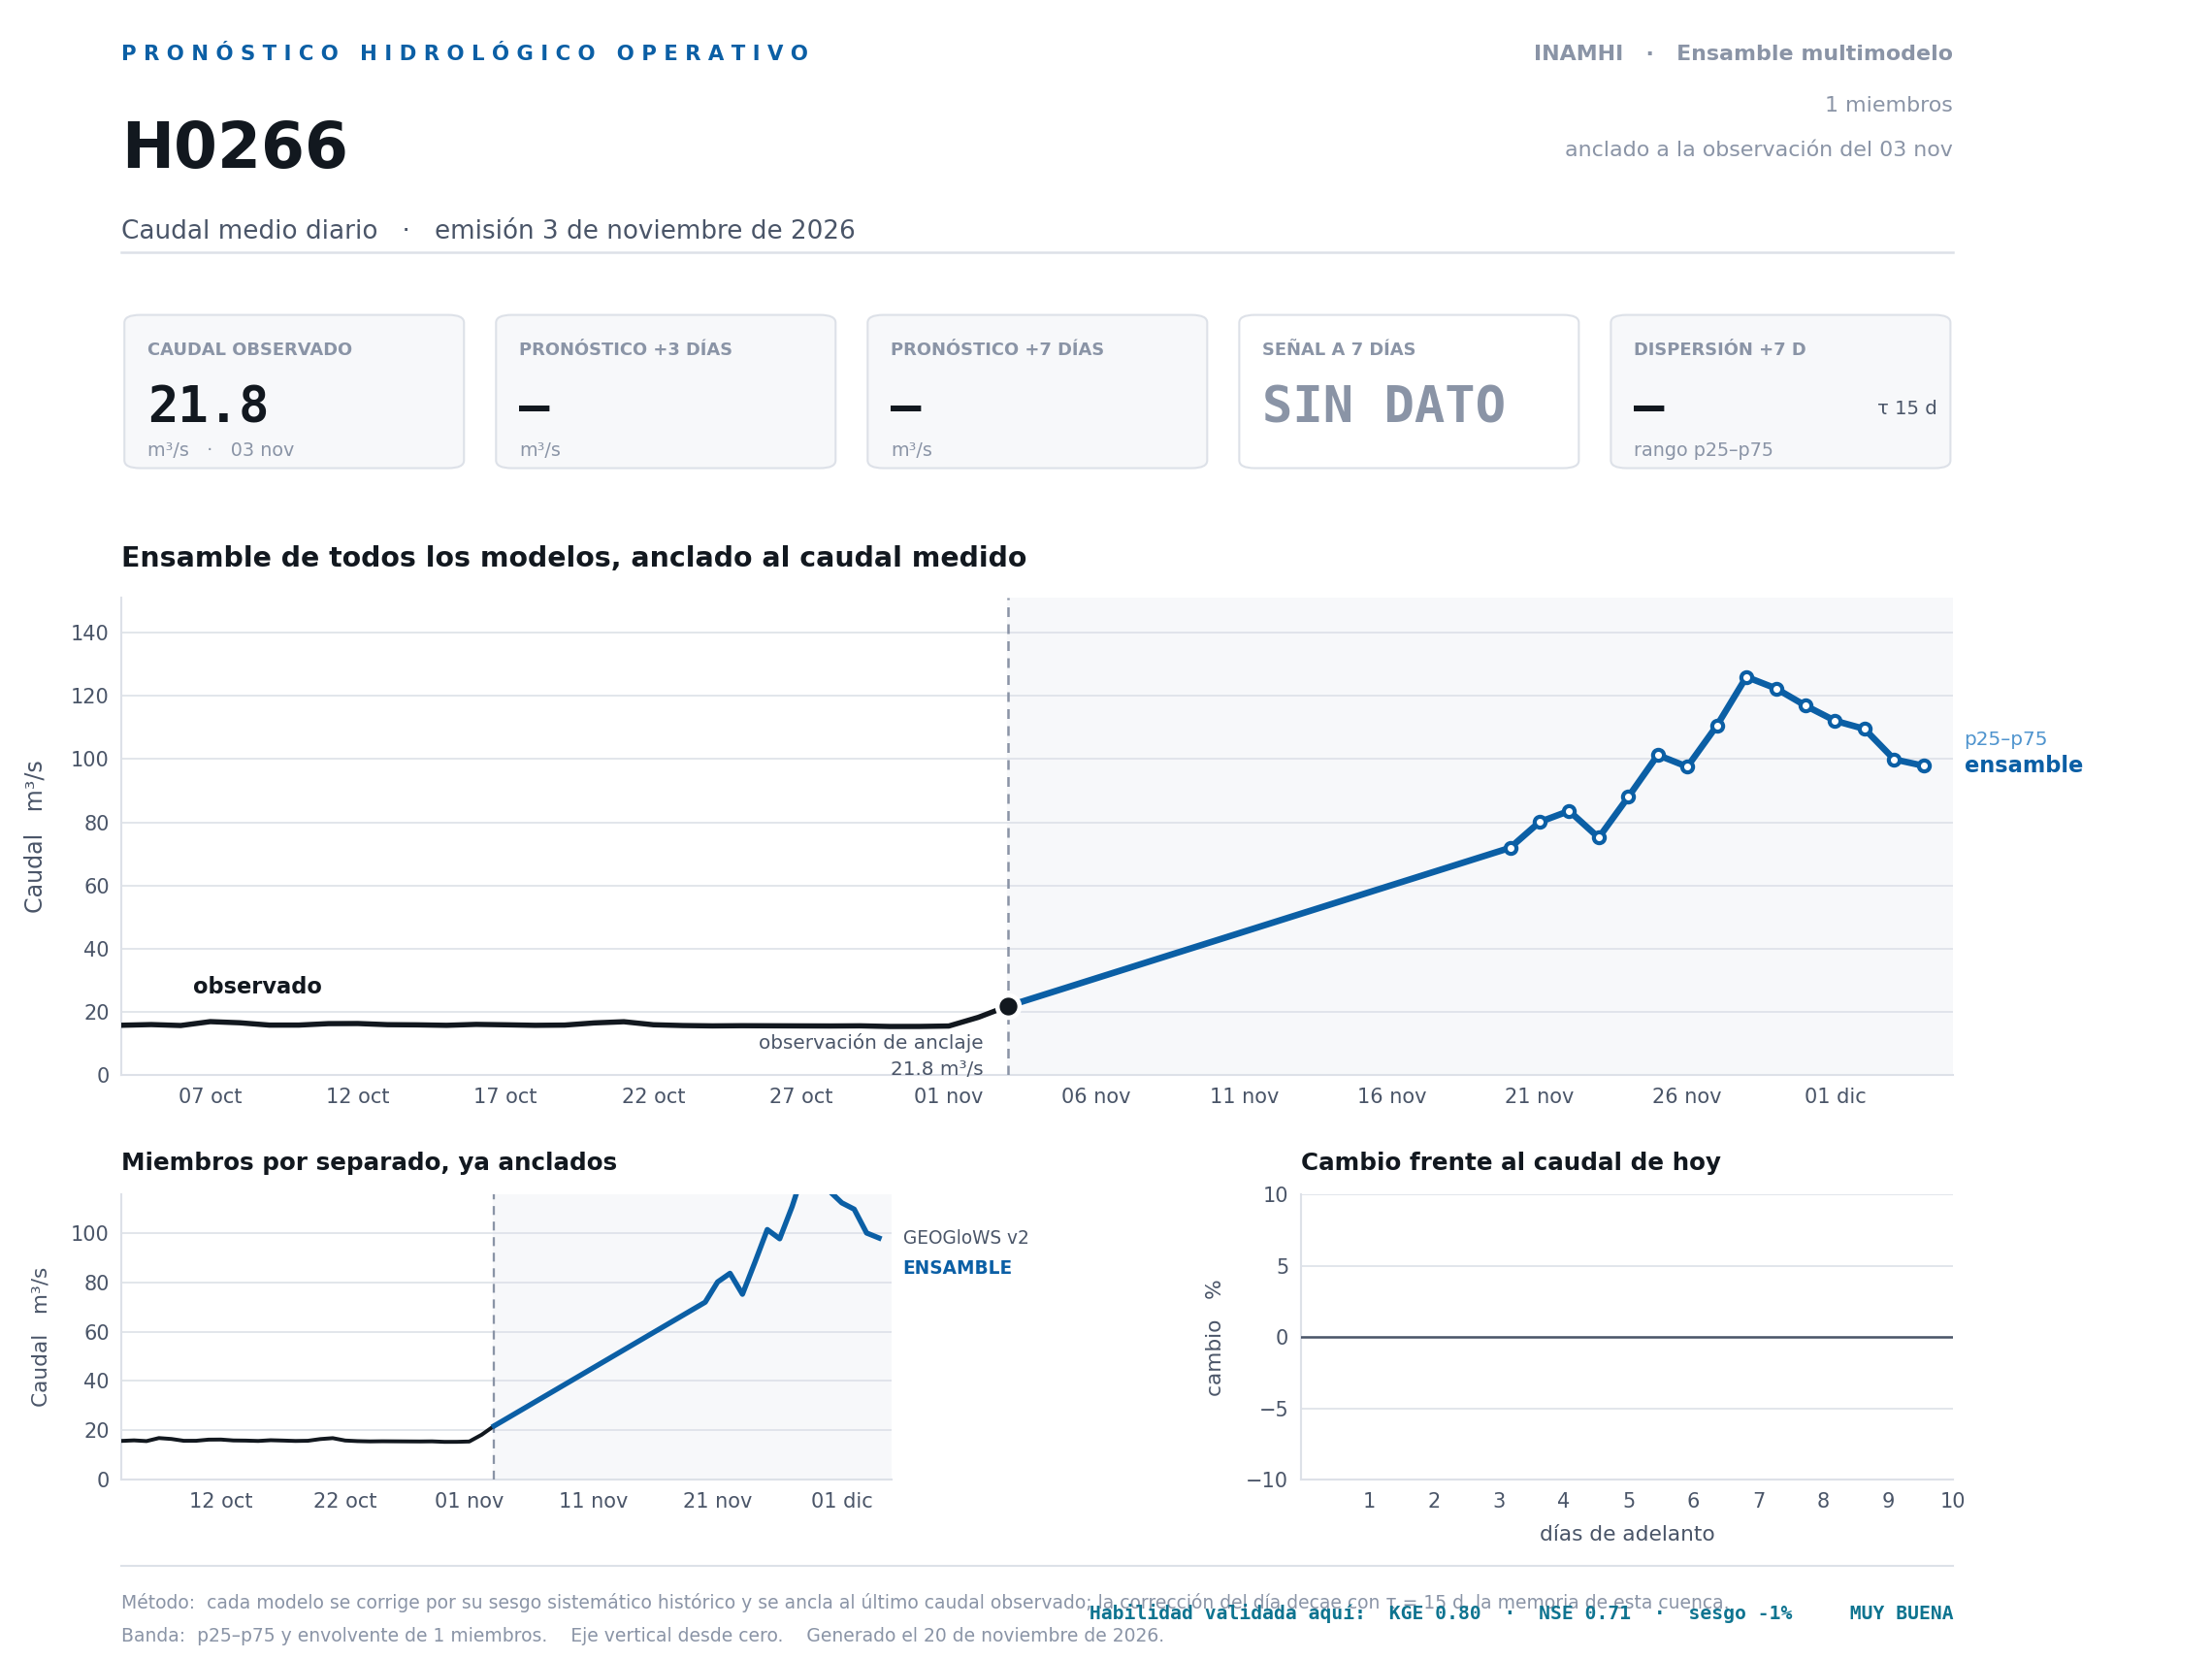 PRONÓSTICO HIDROLÓGICO OPERATIVO
INAMHI · Ensamble multimodelo
1 miembros
H0266
anclado a la observación del 03 nov
Caudal medio diario · emisión 3 de noviembre de 2026
CAUDAL OBSERVADO
21.8
m³/s · 03 nov
PRONÓSTICO +3 DÍAS
—
m³/s
PRONÓSTICO +7 DÍAS
—
m³/s
SEÑAL A 7 DÍAS
SIN DATO
DISPERSIÓN +7 D
— τ 15 d
rango p25–p75
Ensamble de todos los modelos, anclado al caudal medido
Caudal m³/s
140
120
100
80
60
40
20
0
observado
observación de anclaje
21.8 m³/s
p25–p75
ensamble
07 oct 12 oct 17 oct 22 oct 27 oct 01 nov 06 nov 11 nov 16 nov 21 nov 26 nov 01 dic
Miembros por separado, ya anclados
Caudal m³/s
100
80
60
40
20
0
GEOGloWS v2
ENSAMBLE
12 oct 22 oct 01 nov 11 nov 21 nov 01 dic
Cambio frente al caudal de hoy
cambio %
10
5
0
−5
−10
1 2 3 4 5 6 7 8 9 10
días de adelanto
Método: cada modelo se corrige por su sesgo sistemático histórico y se ancla al último caudal observado; la corrección del día decae con τ = 15 d, la memoria de esta cuenca.
Habilidad validada aquí: KGE 0.80 · NSE 0.71 · sesgo -1% MUY BUENA
Banda: p25–p75 y envolvente de 1 miembros. Eje vertical desde cero. Generado el 20 de noviembre de 2026.